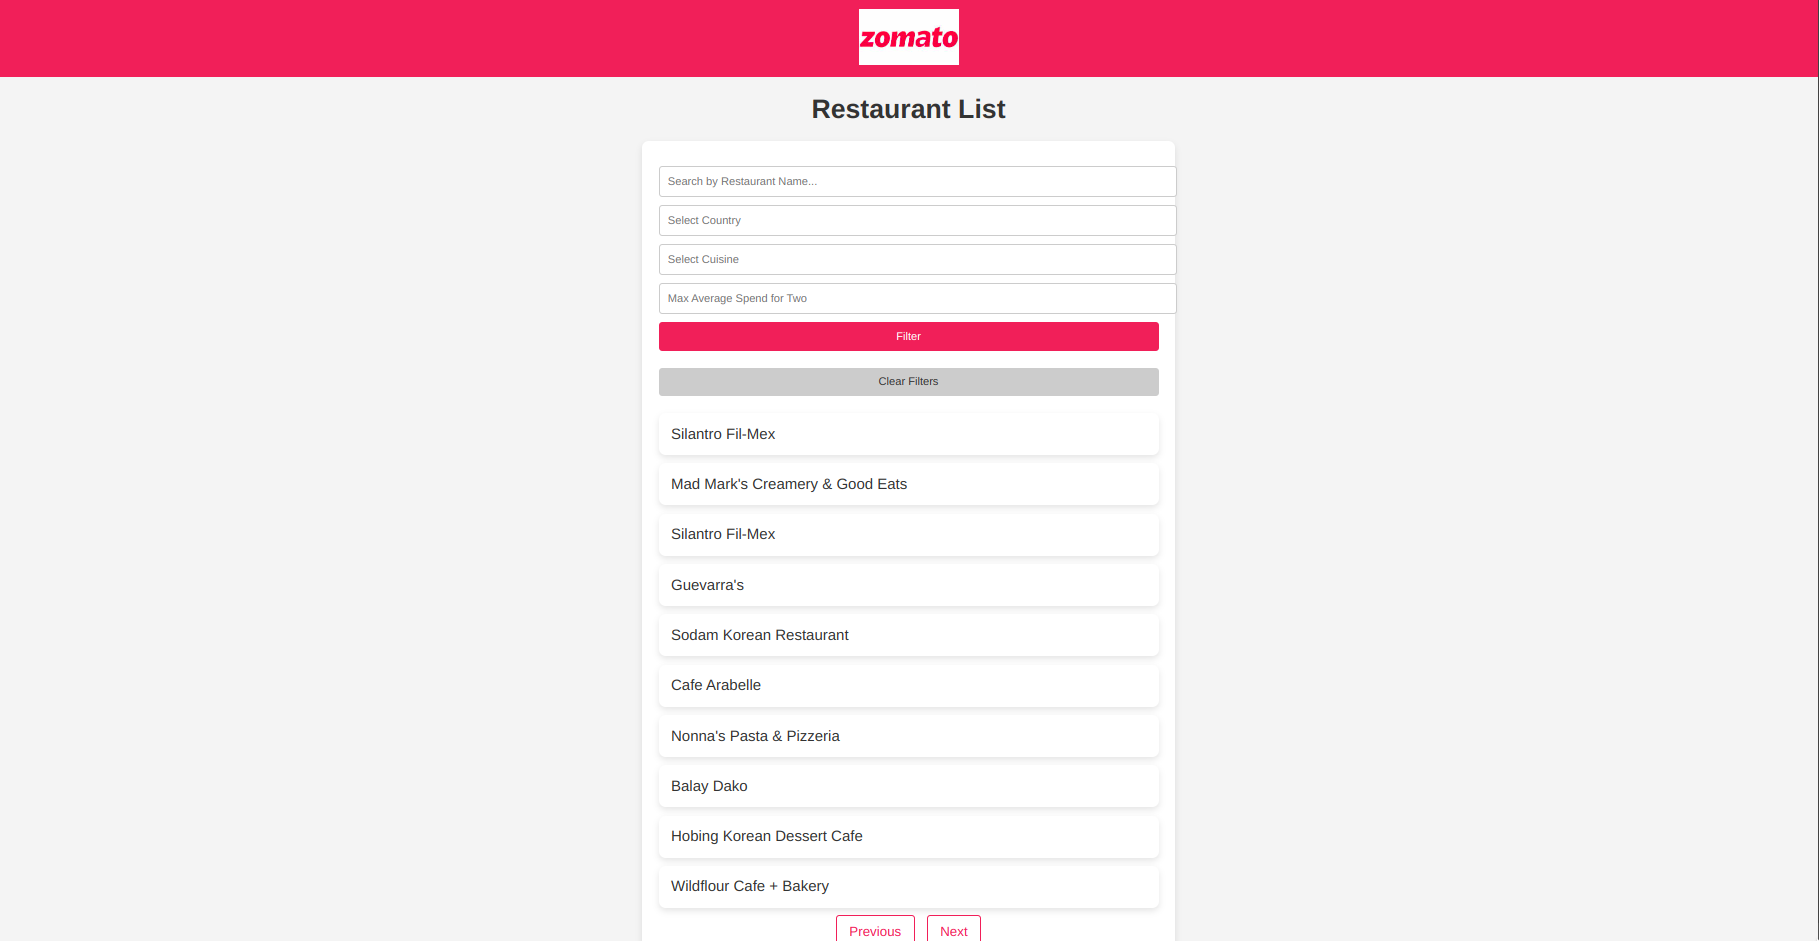 zomato
Restaurant List
Search by Restaurant Name...
Select Country
Select Cuisine
Max Average Spend for Two
Filter
Clear Filters
Silantro Fil-Mex
Mad Mark's Creamery & Good Eats
Silantro Fil-Mex
Guevarra's
Sodam Korean Restaurant
Cafe Arabelle
Nonna's Pasta & Pizzeria
Balay Dako
Hobing Korean Dessert Cafe
Wildflour Cafe + Bakery
Previous Next